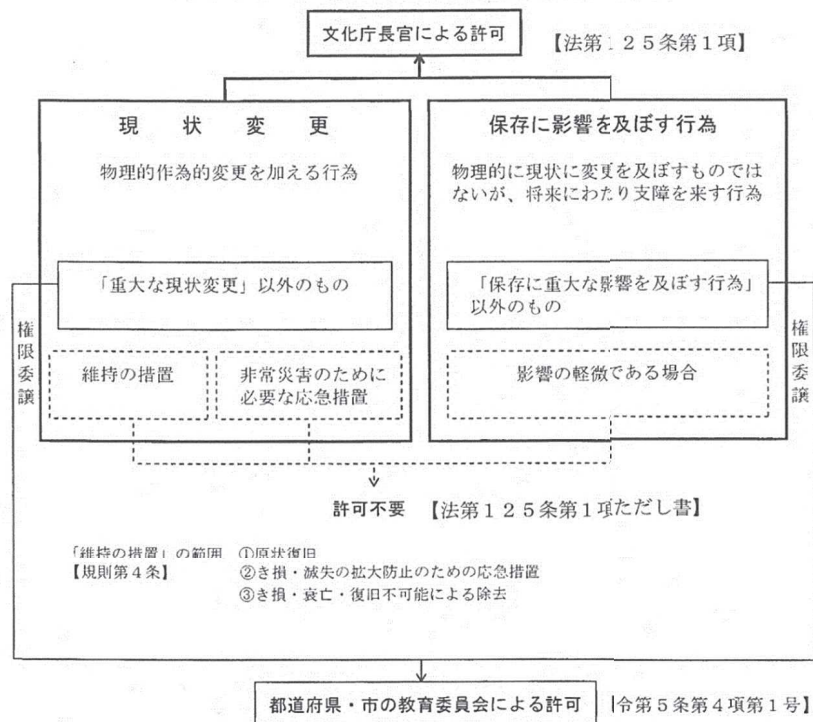 文化庁長官による許可
【法第125条第1項】
現状変更
物理的作為的変更を加える行為
「重大な現状変更」以外のもの
維持の措置
非常災害のために
必要な応急措置
保存に影響を及ぼす行為
物理的に現状に変更を及ぼすものでは
ないが、将来にわたり支障を来す行為
「保存に重大な影響を及ぼす行為」
以外のもの
影響の軽微である場合
権限委譲
権限委譲
許可不要 【法第125条第1項ただし書】
「維持の措置」の範囲 ①原状復旧
【規則第4条】 ②き損・滅失の拡大防止のための応急措置
③き損・衰亡・復旧不可能による除去
都道府県・市の教育委員会による許可
令第5条第4項第1号】